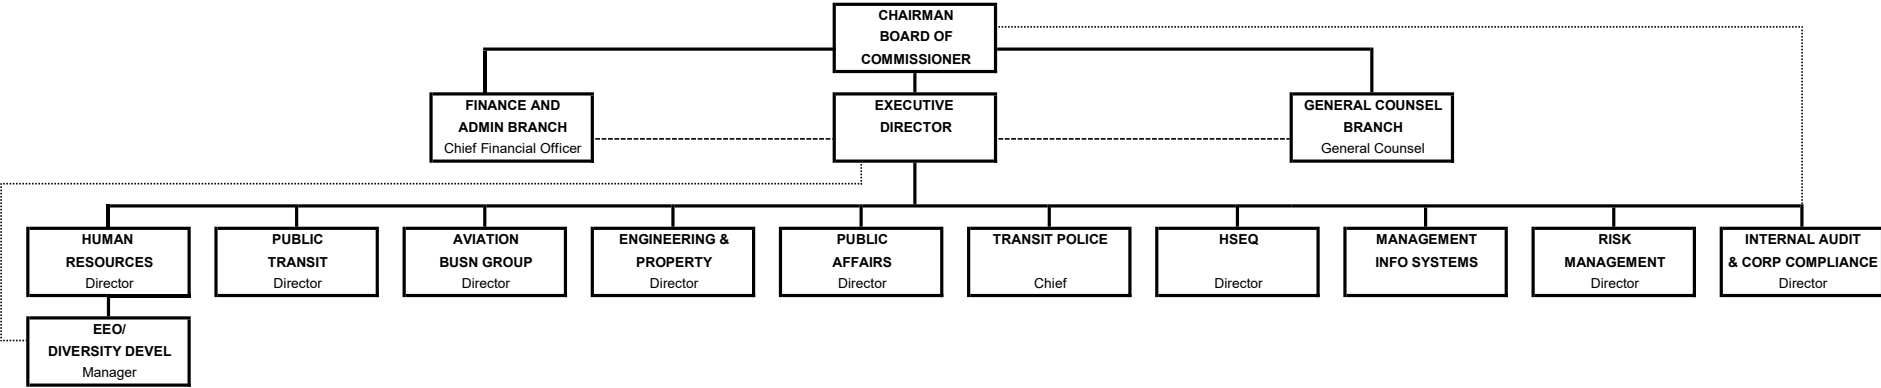 CHAIRMAN
BOARD OF
COMMISSIONER
FINANCE AND
ADMIN BRANCH
Chief Financial Officer
EXECUTIVE
DIRECTOR
GENERAL COUNSEL
BRANCH
General Counsel
HUMAN
RESOURCES
Director
PUBLIC
TRANSIT
Director
AVIATION
BUSN GROUP
Director
ENGINEERING &
PROPERTY
Director
PUBLIC
AFFAIRS
Director
TRANSIT POLICE
Chief
HSEQ
Director
MANAGEMENT
INFO SYSTEMS
RISK
MANAGEMENT
Director
INTERNAL AUDIT
& CORP COMPLIANCE
Director
EEO/
DIVERSITY DEVEL
Manager